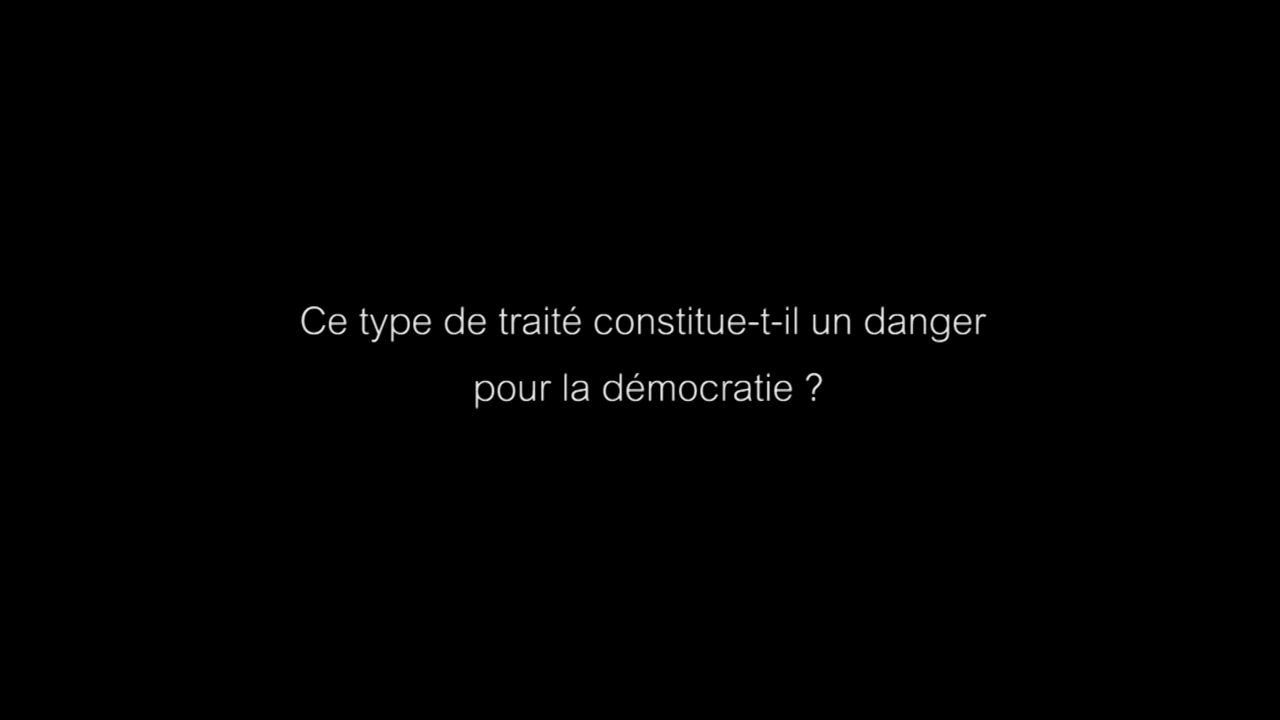 Ce type de traité constitue-t-il un danger
pour la démocratie ?